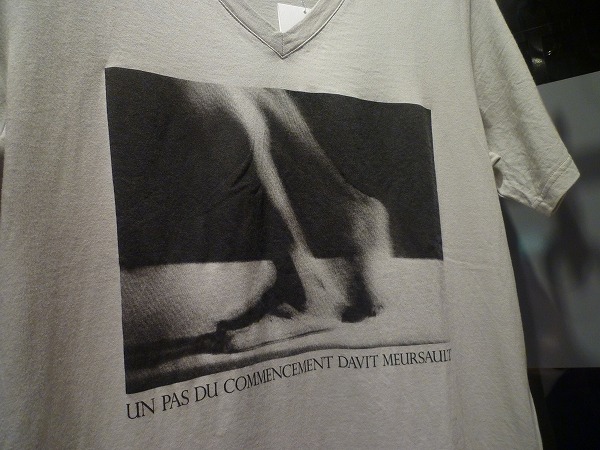 UN PAS DU COMMENCEMENT DAVIT MEURSAULT